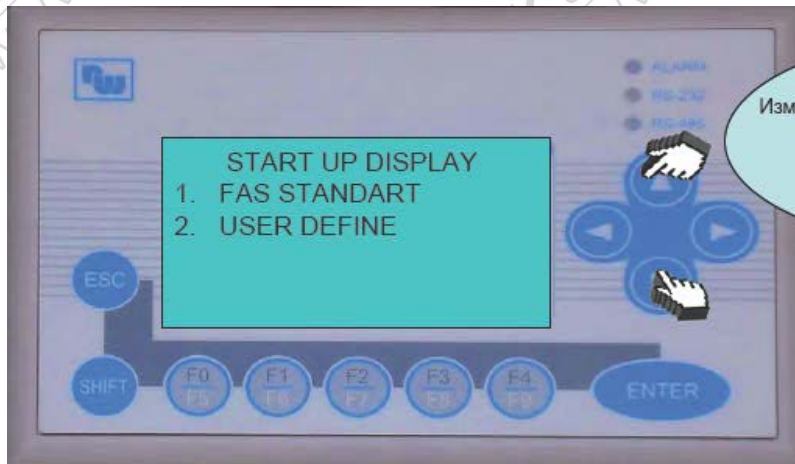 ALARM
RS-232
RS-485
Изм
START UP DISPLAY
1. FAS STANDART
2. USER DEFINE
ESC
SHIFT
F0
F5
F1
F6
F2
F7
F3
F8
F4
F9
ENTER